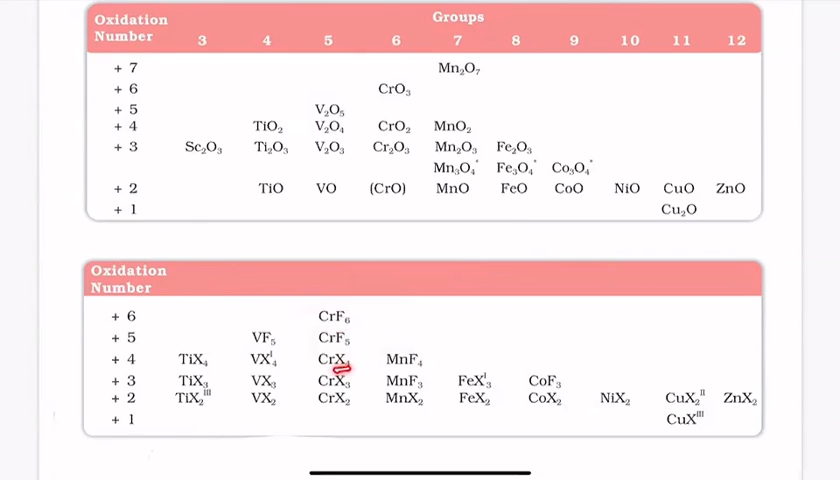 Oxidation Number Groups
3 4 5 6 7 8 9 10 11 12
+ 7 Mn₂O₇
+ 6 CrO₃
+ 5 V₂O₅
+ 4 TiO₂ V₂O₄ CrO₂ MnO₂
+ 3 Sc₂O₃ Ti₂O₃ V₂O₃ Cr₂O₃ Mn₂O₃ Fe₂O₃
Mn₃O₄* Fe₃O₄* Co₃O₄*
+ 2 TiO VO (CrO) MnO FeO CoO NiO CuO ZnO
+ 1 Cu₂O
Oxidation
Number
+ 6 CrF₆
+ 5 VF₅ CrF₅
+ 4 TiX₄ VXᴵ₄ CrX₄ MnF₄
+ 3 TiX₃ VX₃ CrX₃ MnF₃ FeXᴵ₃ CoF₃
+ 2 TiX₂ᴵᴵᴵ VX₂ CrX₂ MnX₂ FeX₂ CoX₂ NiX₂ CuX₂ᴵᴵ ZnX₂
+ 1 CuXᴵᴵᴵ